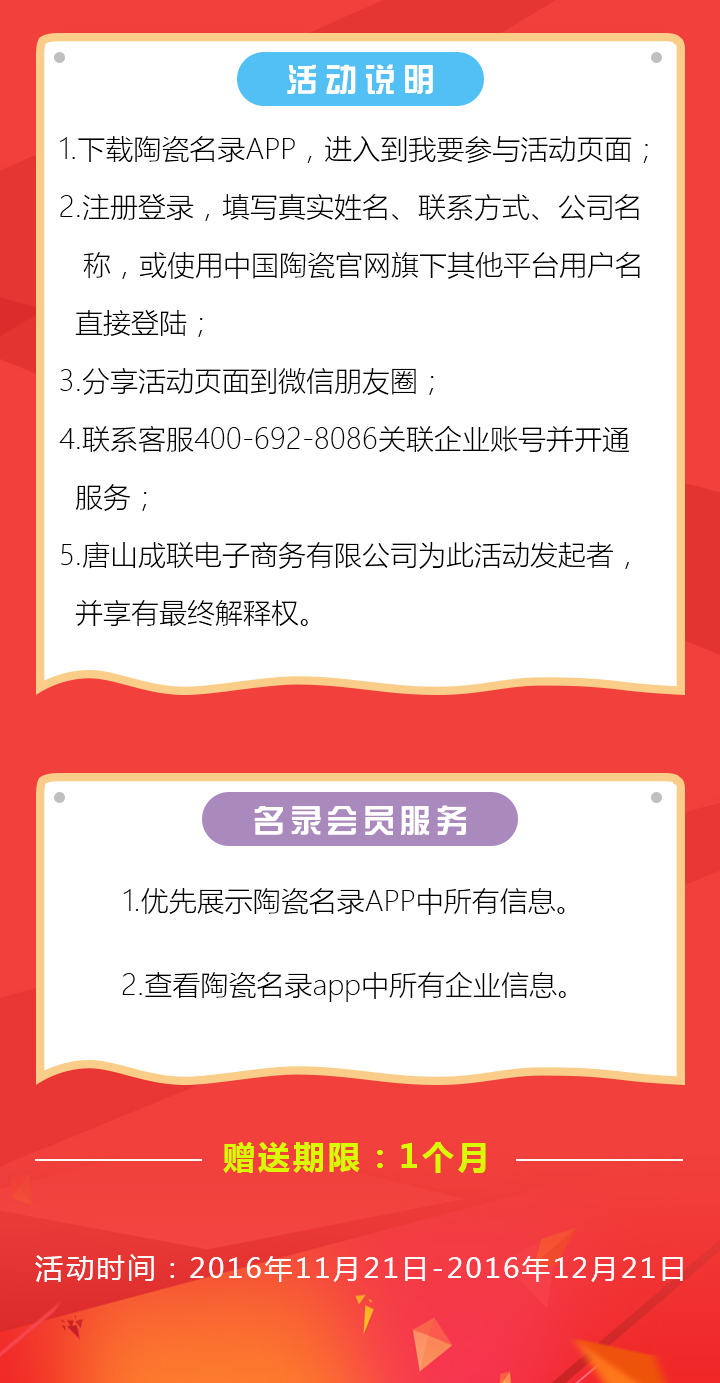 活动说明
1.下载陶瓷名录APP，进入到我要参与活动页面；
2.注册登录，填写真实姓名、联系方式、公司名
称，或使用中国陶瓷官网旗下其他平台用户名
直接登陆；
3.分享活动页面到微信朋友圈；
4.联系客服400-692-8086关联企业账号并开通
服务；
5.唐山成联电子商务有限公司为此活动发起者，
并享有最终解释权。
名录会员服务
1.优先展示陶瓷名录APP中所有信息。
2.查看陶瓷名录app中所有企业信息。
赠送期限：1个月
活动时间：2016年11月21日-2016年12月21日